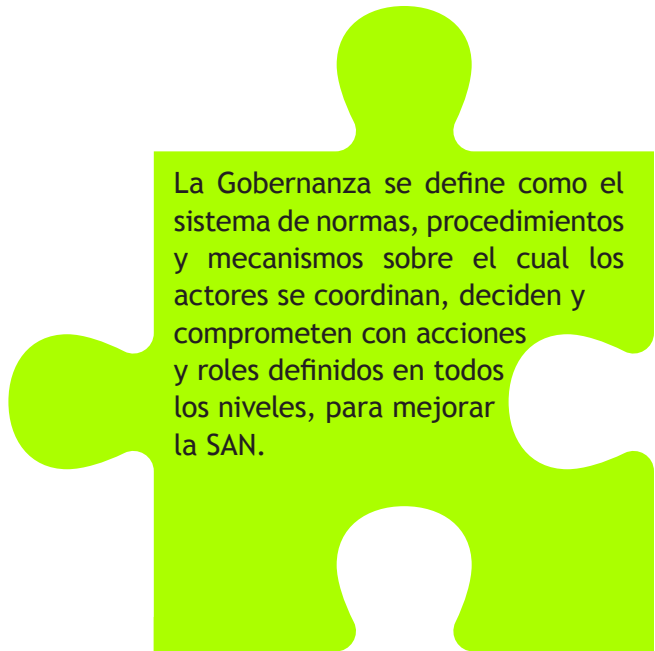 La Gobernanza se define como el
sistema de normas, procedimientos
y mecanismos sobre el cual los
actores se coordinan, deciden y
comprometen con acciones
y roles definidos en todos
los niveles, para mejorar
la SAN.